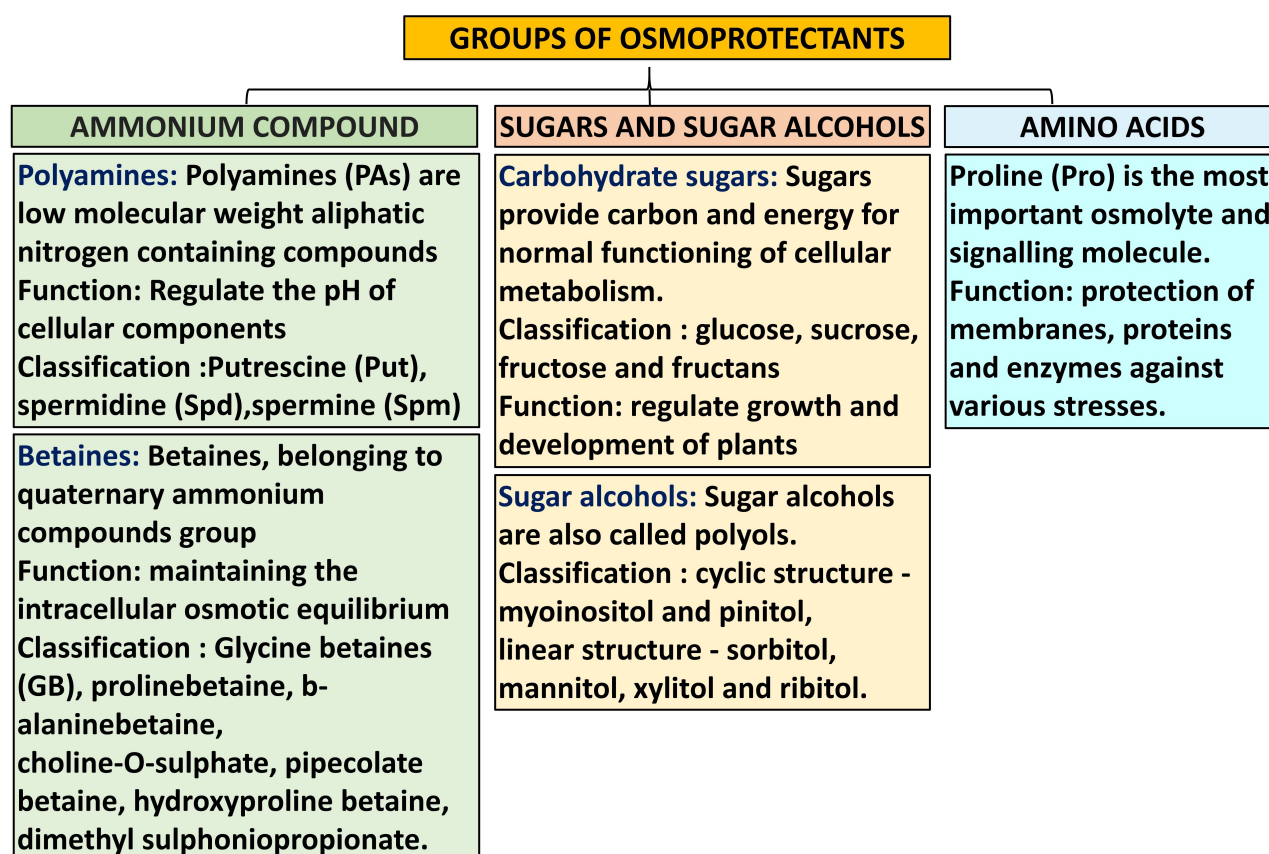 GROUPS OF OSMOPROTECTANTS
AMMONIUM COMPOUND
Polyamines: Polyamines (PAs) are
low molecular weight aliphatic
nitrogen containing compounds
Function: Regulate the pH of
cellular components
Classification :Putrescine (Put),
spermidine (Spd),spermine (Spm)
Betaines: Betaines, belonging to
quaternary ammonium
compounds group
Function: maintaining the
intracellular osmotic equilibrium
Classification : Glycine betaines
(GB), prolinebetaine, b-
alaninebetaine,
choline-O-sulphate, pipecolate
betaine, hydroxyproline betaine,
dimethyl sulphoniopropionate.
SUGARS AND SUGAR ALCOHOLS
Carbohydrate sugars: Sugars
provide carbon and energy for
normal functioning of cellular
metabolism.
Classification : glucose, sucrose,
fructose and fructans
Function: regulate growth and
development of plants
Sugar alcohols: Sugar alcohols
are also called polyols.
Classification : cyclic structure -
myoinositol and pinitol,
linear structure - sorbitol,
mannitol, xylitol and ribitol.
AMINO ACIDS
Proline (Pro) is the most
important osmolyte and
signalling molecule.
Function: protection of
membranes, proteins
and enzymes against
various stresses.